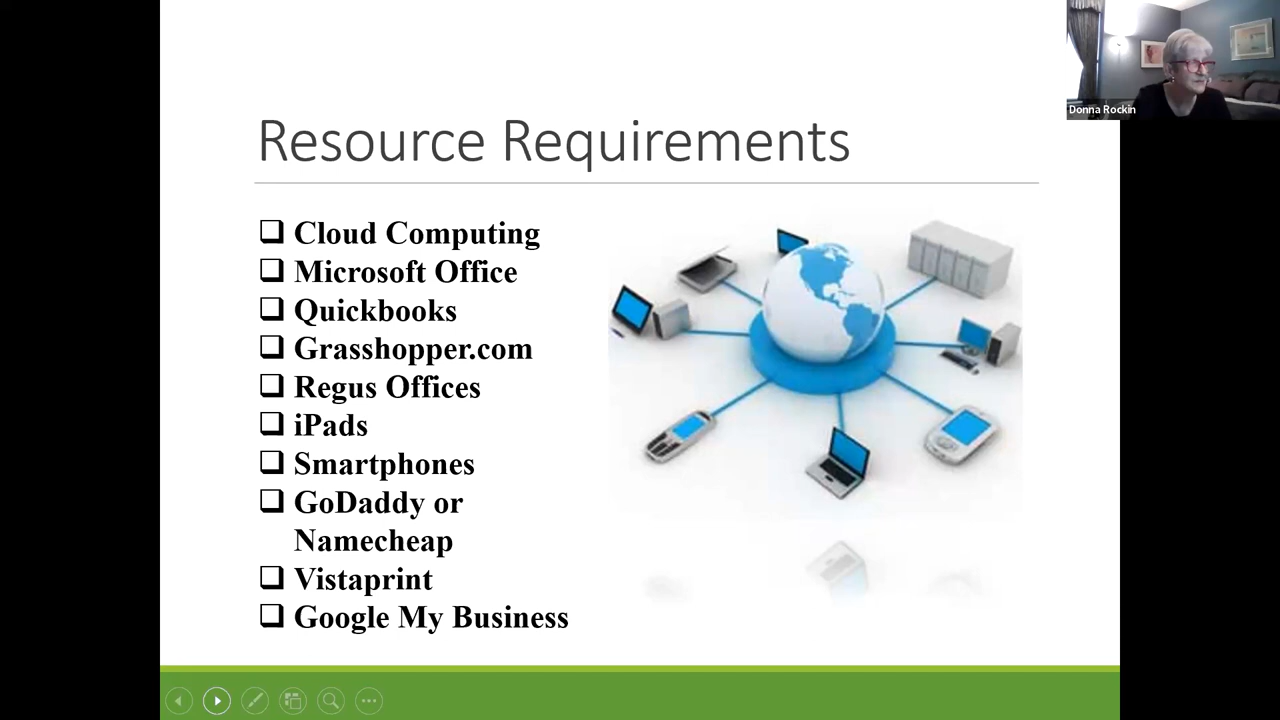 Donna Rockin
Resource Requirements
Cloud Computing
Microsoft Office
Quickbooks
Grasshopper.com
Regus Offices
iPads
Smartphones
GoDaddy or
Namecheap
Vistaprint
Google My Business